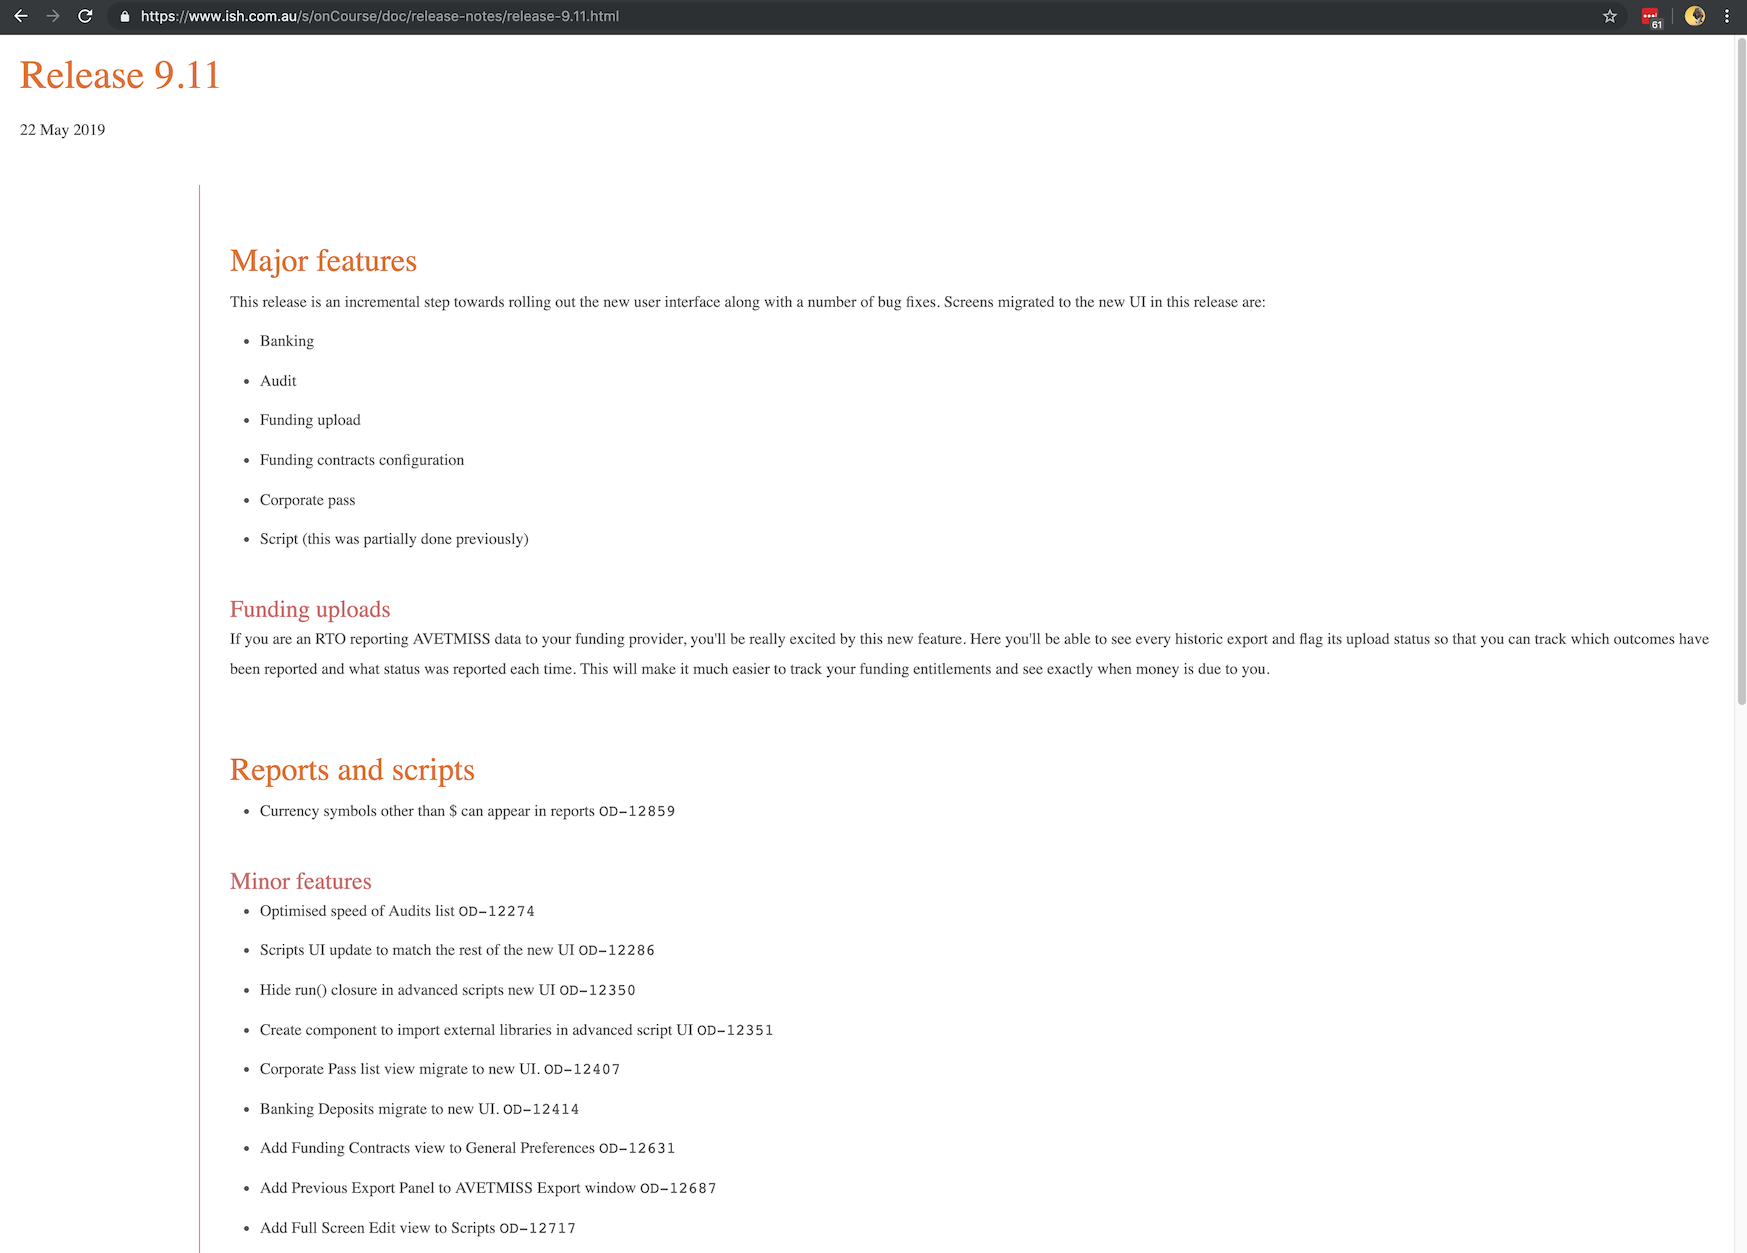 https://www.ish.com.au/s/onCourse/doc/release-notes/release-9.11.html
61
Release 9.11
22 May 2019
Major features
This release is an incremental step towards rolling out the new user interface along with a number of bug fixes. Screens migrated to the new UI in this release are:
Banking
Audit
Funding upload
Funding contracts configuration
Corporate pass
Script (this was partially done previously)
Funding uploads
If you are an RTO reporting AVETMISS data to your funding provider, you'll be really excited by this new feature. Here you'll be able to see every historic export and flag its upload status so that you can track which outcomes have
been reported and what status was reported each time. This will make it much easier to track your funding entitlements and see exactly when money is due to you.
Reports and scripts
Currency symbols other than $ can appear in reports OD-12859
Minor features
Optimised speed of Audits list OD-12274
Scripts UI update to match the rest of the new UI OD-12286
Hide run() closure in advanced scripts new UI OD-12350
Create component to import external libraries in advanced script UI OD-12351
Corporate Pass list view migrate to new UI. OD-12407
Banking Deposits migrate to new UI. OD-12414
Add Funding Contracts view to General Preferences OD-12631
Add Previous Export Panel to AVETMISS Export window OD-12687
Add Full Screen Edit view to Scripts OD-12717